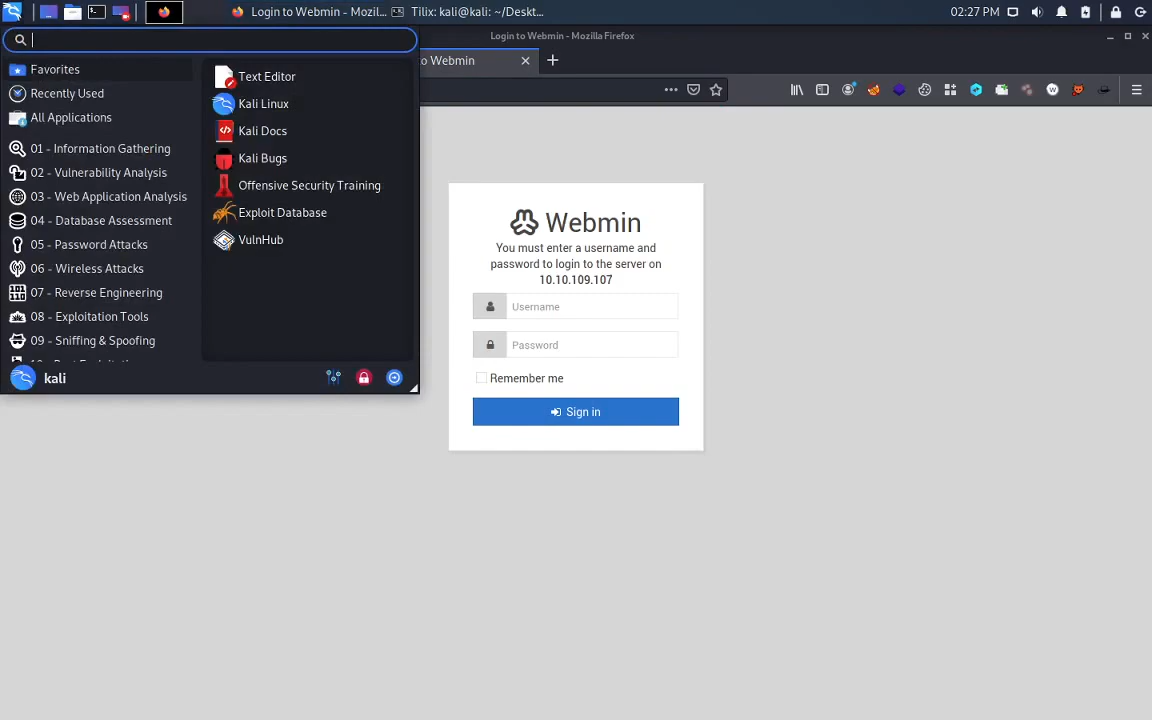 Login to Webmin - Mozil...
Tilix: kali@kali: ~/Deskt...
02:27 PM
Login to Webmin - Mozilla Firefox
o Webmin
Favorites
Recently Used
All Applications
01 - Information Gathering
02 - Vulnerability Analysis
03 - Web Application Analysis
04 - Database Assessment
05 - Password Attacks
06 - Wireless Attacks
07 - Reverse Engineering
08 - Exploitation Tools
09 - Sniffing & Spoofing
Text Editor
Kali Linux
Kali Docs
Kali Bugs
Offensive Security Training
Exploit Database
VulnHub
kali
Webmin
You must enter a username and
password to login to the server on
10.10.109.107
Username
Password
Remember me
Sign in